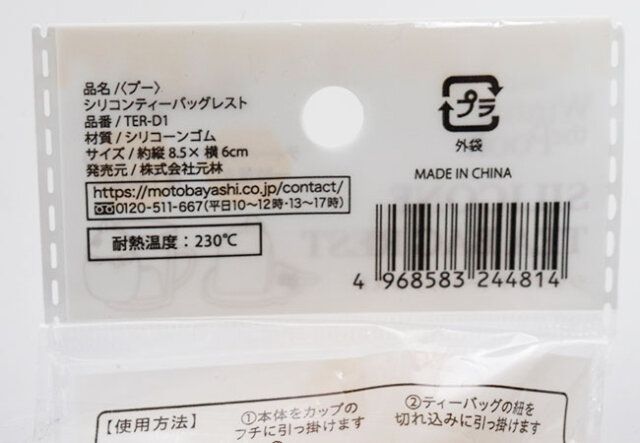 品名 /〈プー〉
シリコンティーバッグレスト
品番 / TER-D1
材質 / シリコーンゴム
サイズ / 約縦 8.5 × 横 6cm
発売元 / 株式会社元林
https://motobayashi.co.jp/contact/
0120-511-667(平日10～12時・13～17時)
耐熱温度：230℃
プラ
外袋
MADE IN CHINA
4 968583 244814
【使用方法】
①本体をカップの
フチに引っ掛けます
②ティーバッグの紐を
切れ込みに引っ掛けます